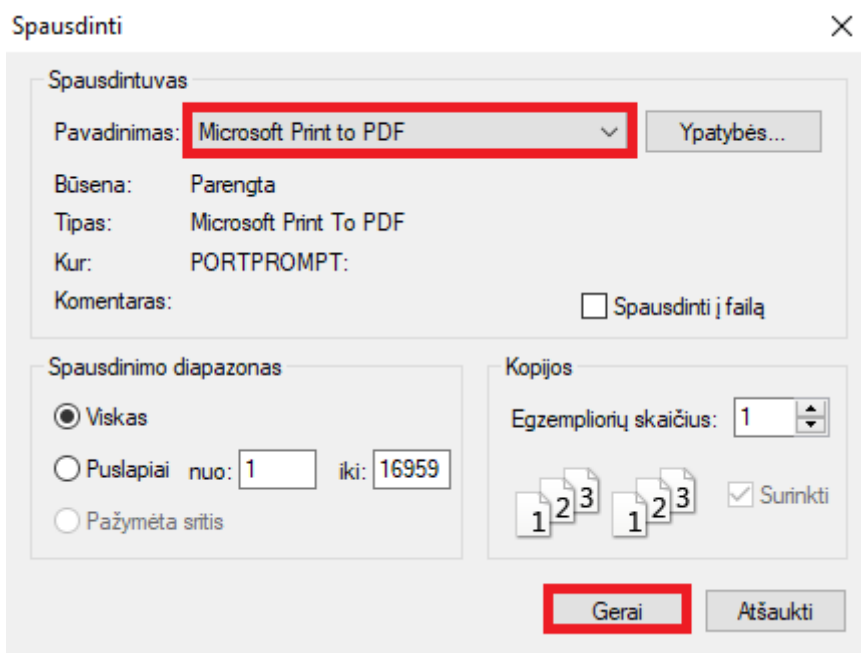 Spausdinti
Spausdintuvas
Pavadinimas: Microsoft Print to PDF Ypatybės...
Būsena: Parengta
Tipas: Microsoft Print To PDF
Kur: PORTPROMPT:
Komentaras: Spausdinti į failą
Spausdinimo diapazonas
Viskas
Puslapiai nuo: 1 iki: 16959
Pažymėta sritis
Kopijos
Egzempliorių skaičius: 1
1 2 3 1 2 3 Surinkti
Gerai Atšaukti